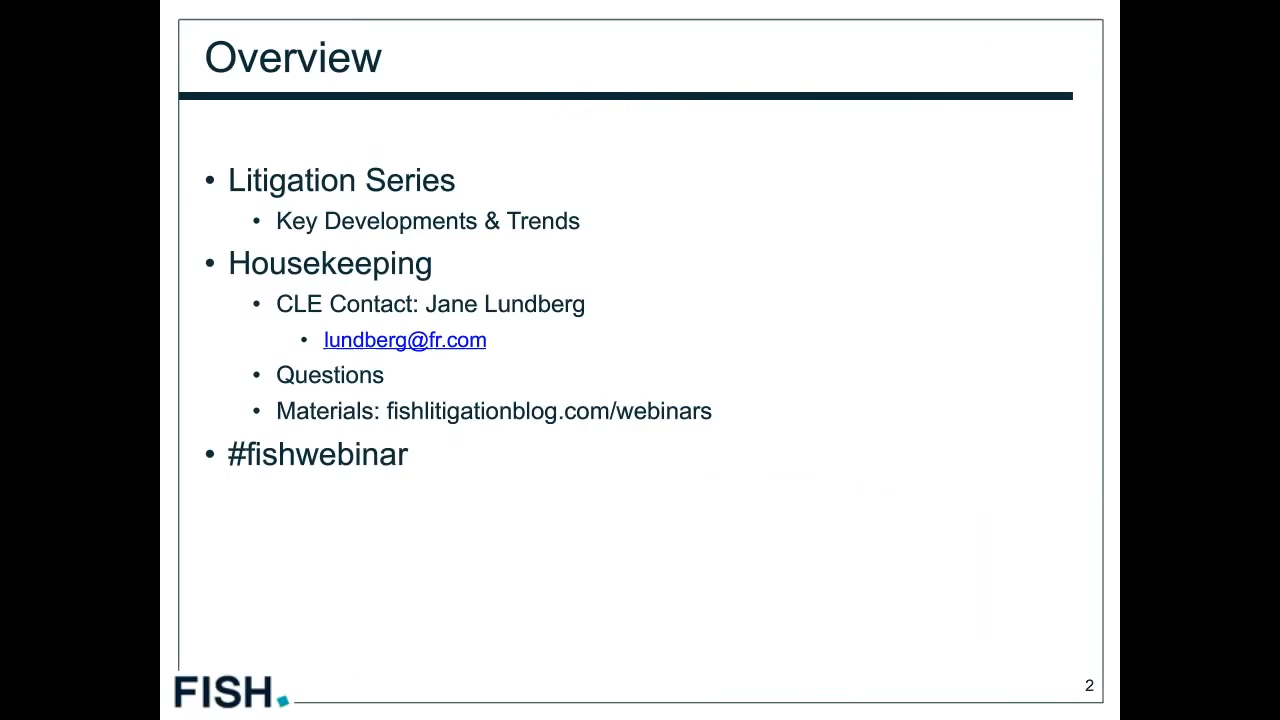 Overview
• Litigation Series
• Key Developments & Trends
• Housekeeping
• CLE Contact: Jane Lundberg
• lundberg@fr.com
• Questions
• Materials: fishlitigationblog.com/webinars
• #fishwebinar
FISH.
2